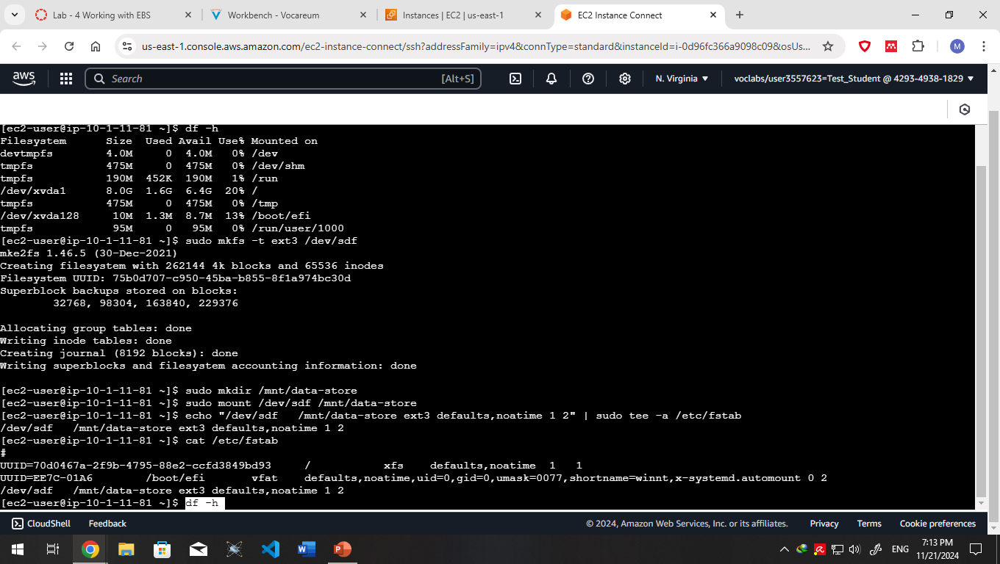 Lab - 4 Working with EBS
Workbench - Vocareum
Instances | EC2 | us-east-1
EC2 Instance Connect
us-east-1.console.aws.amazon.com/ec2-instance-connect/ssh?addressFamily=ipv4&connType=standard&instanceId=i-0d96fc366a9098c09&osUs...
M
aws
Search
[Alt+S]
N. Virginia
voclabs/user3557623=Test_Student @ 4293-4938-1829
[ec2-user@ip-10-1-11-81 ~]$ df -h
Filesystem      Size  Used Avail Use% Mounted on
devtmpfs        4.0M     0  4.0M   0% /dev
tmpfs           475M     0  475M   0% /dev/shm
tmpfs           190M  452K  190M   1% /run
/dev/xvda1      8.0G  1.6G  6.4G  20% /
tmpfs           475M     0  475M   0% /tmp
/dev/xvda128     10M  1.3M  8.7M  13% /boot/efi
tmpfs            95M     0   95M   0% /run/user/1000
[ec2-user@ip-10-1-11-81 ~]$ sudo mkfs -t ext3 /dev/sdf
mke2fs 1.46.5 (30-Dec-2021)
Creating filesystem with 262144 4k blocks and 65536 inodes
Filesystem UUID: 75b0d707-c950-45ba-b855-8f1a974bc30d
Superblock backups stored on blocks:
        32768, 98304, 163840, 229376
Allocating group tables: done
Writing inode tables: done
Creating journal (8192 blocks): done
Writing superblocks and filesystem accounting information: done
[ec2-user@ip-10-1-11-81 ~]$ sudo mkdir /mnt/data-store
[ec2-user@ip-10-1-11-81 ~]$ sudo mount /dev/sdf /mnt/data-store
[ec2-user@ip-10-1-11-81 ~]$ echo "/dev/sdf   /mnt/data-store ext3 defaults,noatime 1 2" | sudo tee -a /etc/fstab
/dev/sdf   /mnt/data-store ext3 defaults,noatime 1 2
[ec2-user@ip-10-1-11-81 ~]$ cat /etc/fstab
#
UUID=70d0467a-2f9b-4795-88e2-ccfd3849bd93     /           xfs    defaults,noatime  1   1
UUID=EE7C-01A6        /boot/efi       vfat    defaults,noatime,uid=0,gid=0,umask=0077,shortname=winnt,x-systemd.automount 0 2
/dev/sdf   /mnt/data-store ext3 defaults,noatime 1 2
[ec2-user@ip-10-1-11-81 ~]$ df -h
CloudShell
Feedback
© 2024, Amazon Web Services, Inc. or its affiliates.
Privacy
Terms
Cookie preferences
ENG
7:13 PM
11/21/2024